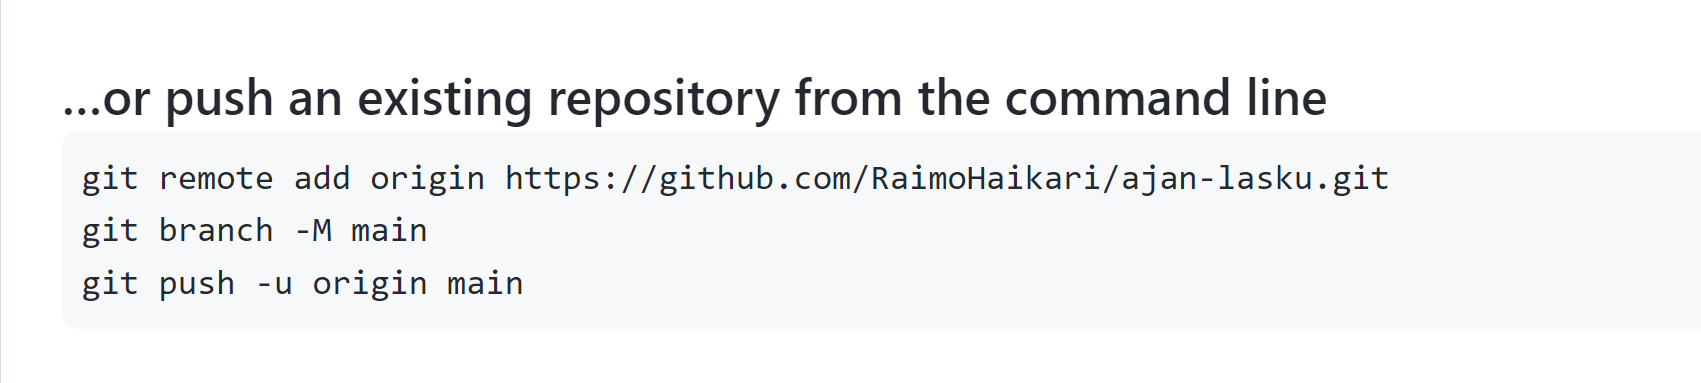 ...or push an existing repository from the command line
git remote add origin https://github.com/RaimoHaikari/ajan-lasku.git
git branch -M main
git push -u origin main